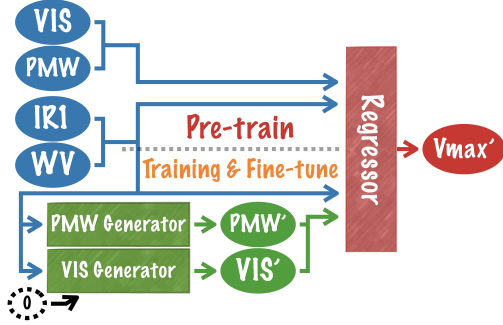 VIS
PMW
IR1
WV
Pre-train
Training & Fine-tune
Regressor
Vmax′
PMW Generator
PMW′
VIS Generator
VIS′
0